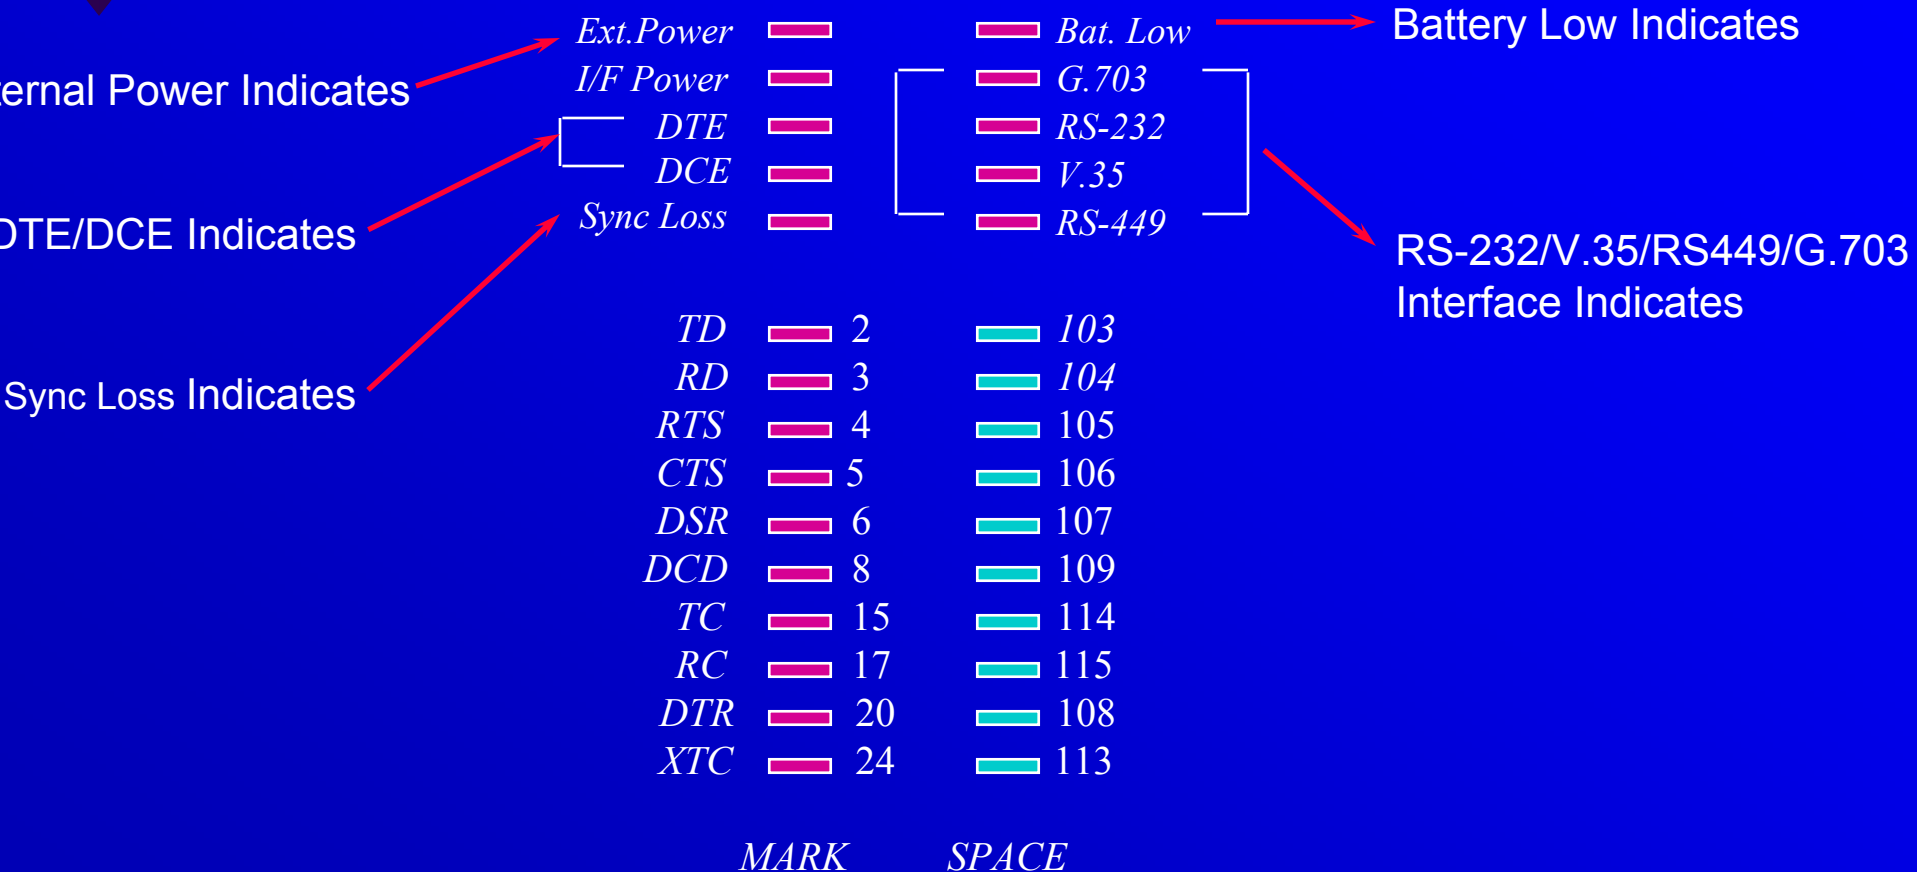 Ext.Power Bat. Low Battery Low Indicates
I/F Power G.703
Power Indicates
DTE RS-232
DCE V.35
Sync Loss RS-449
DTE/DCE Indicates
RS-232/V.35/RS449/G.703
Interface Indicates
TD 2 103
RD 3 104
Sync Loss Indicates
RTS 4 105
CTS 5 106
DSR 6 107
DCD 8 109
TC 15 114
RC 17 115
DTR 20 108
XTC 24 113
MARK SPACE